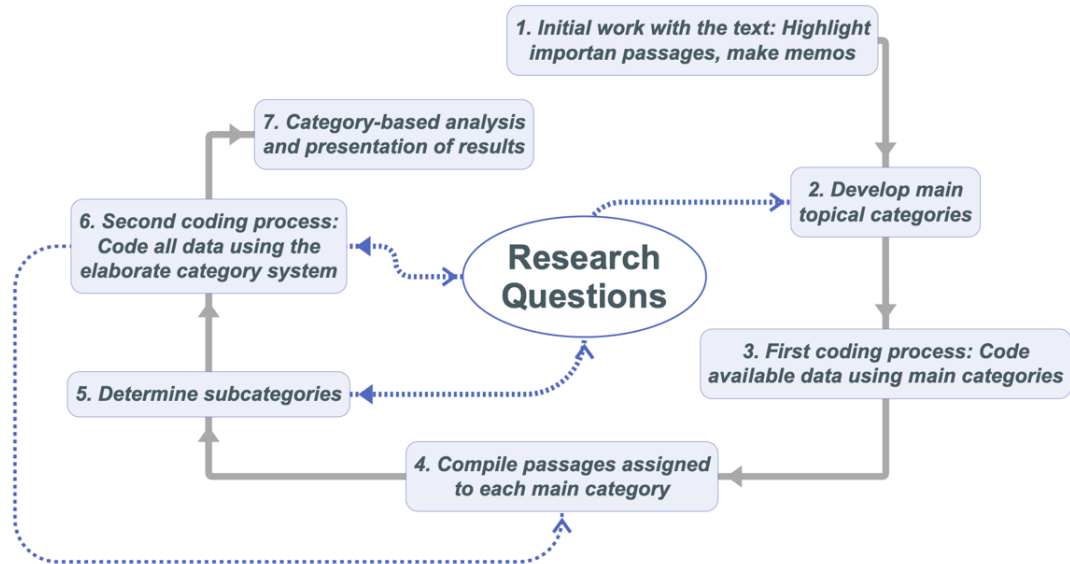 1. Initial work with the text: Highlight
importan passages, make memos
7. Category-based analysis
and presentation of results
2. Develop main
topical categories
6. Second coding process:
Code all data using the
elaborate category system
Research
Questions
3. First coding process: Code
available data using main categories
5. Determine subcategories
4. Compile passages assigned
to each main category